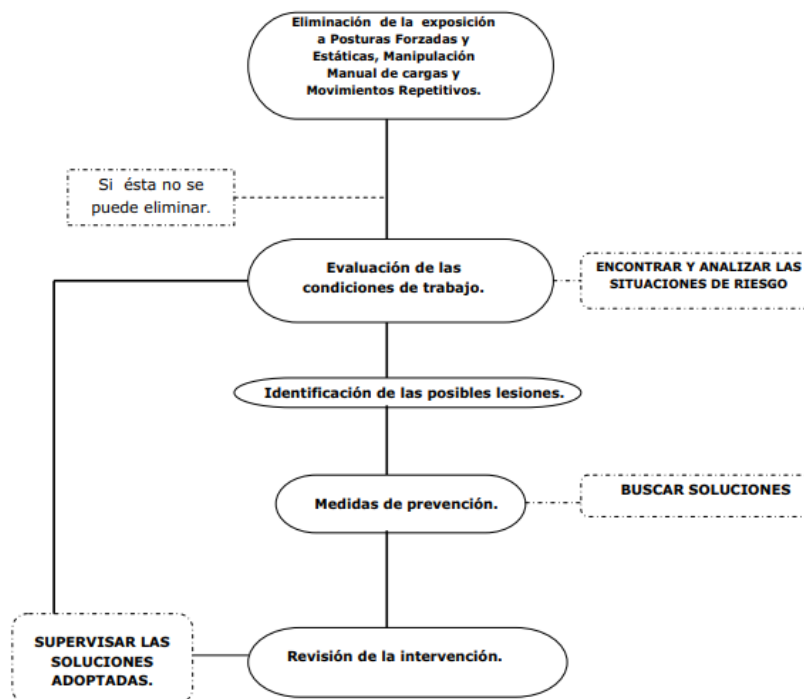 Eliminación de la exposición
a Posturas Forzadas y
Estáticas, Manipulación
Manual de cargas y
Movimientos Repetitivos.
Si ésta no se
puede eliminar.
Evaluación de las
condiciones de trabajo.
ENCONTRAR Y ANALIZAR LAS
SITUACIONES DE RIESGO
Identificación de las posibles lesiones.
Medidas de prevención.
BUSCAR SOLUCIONES
SUPERVISAR LAS
SOLUCIONES
ADOPTADAS.
Revisión de la intervención.